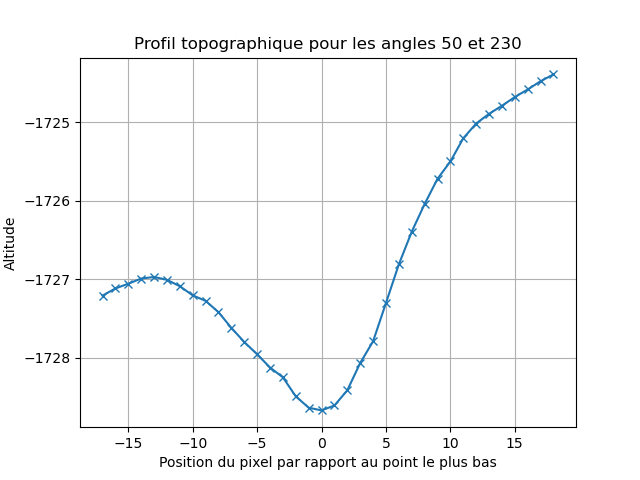 Profil topographique pour les angles 50 et 230
−1725
−1726
−1727
−1728
Altitude
−15 −10 −5 0 5 10 15
Position du pixel par rapport au point le plus bas